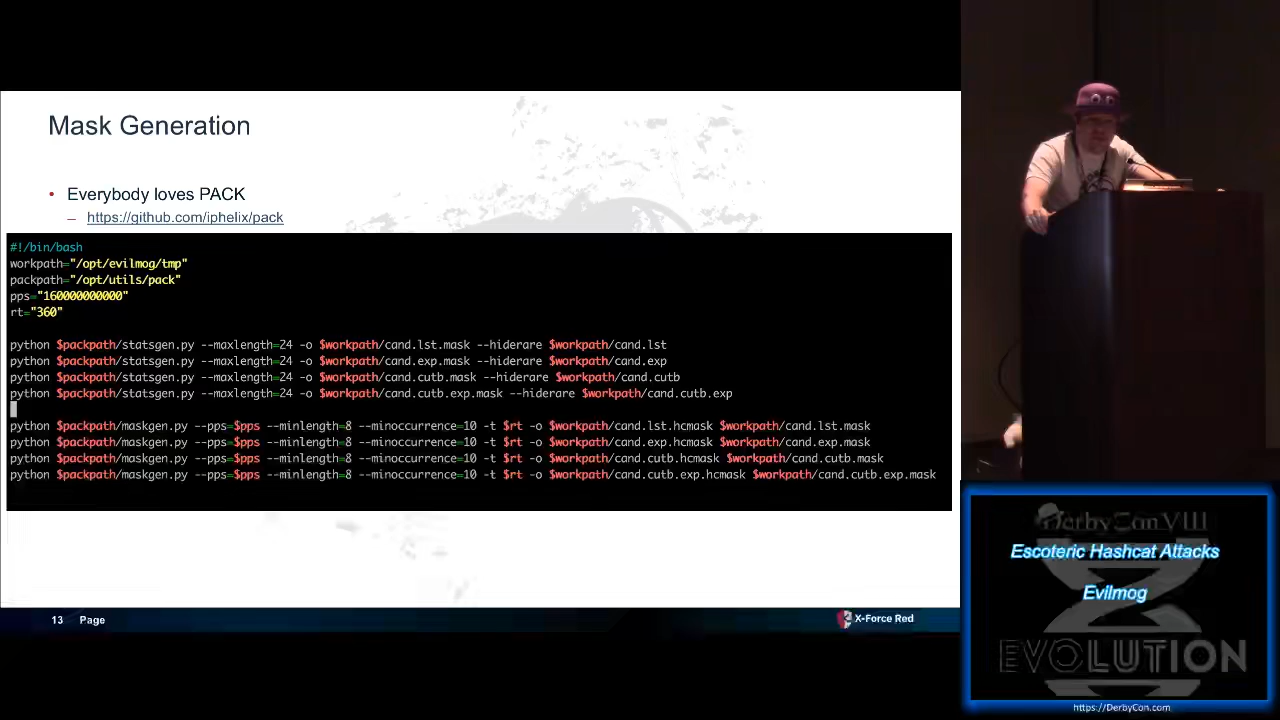 Mask Generation
• Everybody loves PACK
– https://github.com/iphelix/pack
#!/bin/bash
workpath="/opt/evilmog/tmp"
packpath="/opt/utils/pack"
pps="160000000000"
rt="360"
python $packpath/statsgen.py --maxlength=24 -o $workpath/cand.lst.mask --hiderare $workpath/cand.lst
python $packpath/statsgen.py --maxlength=24 -o $workpath/cand.exp.mask --hiderare $workpath/cand.exp
python $packpath/statsgen.py --maxlength=24 -o $workpath/cand.cutb.mask --hiderare $workpath/cand.cutb
python $packpath/statsgen.py --maxlength=24 -o $workpath/cand.cutb.exp.mask --hiderare $workpath/cand.cutb.exp
python $packpath/maskgen.py --pps=$pps --minlength=8 --minoccurrence=10 -t $rt -o $workpath/cand.lst.hcmask $workpath/cand.lst.mask
python $packpath/maskgen.py --pps=$pps --minlength=8 --minoccurrence=10 -t $rt -o $workpath/cand.exp.hcmask $workpath/cand.exp.mask
python $packpath/maskgen.py --pps=$pps --minlength=8 --minoccurrence=10 -t $rt -o $workpath/cand.cutb.hcmask $workpath/cand.cutb.mask
python $packpath/maskgen.py --pps=$pps --minlength=8 --minoccurrence=10 -t $rt -o $workpath/cand.cutb.exp.hcmask $workpath/cand.cutb.exp.mask
13 Page
X-Force Red
DerbyCon VIII
Escoteric Hashcat Attacks
Evilmog
EVOLUTION
https://DerbyCon.com